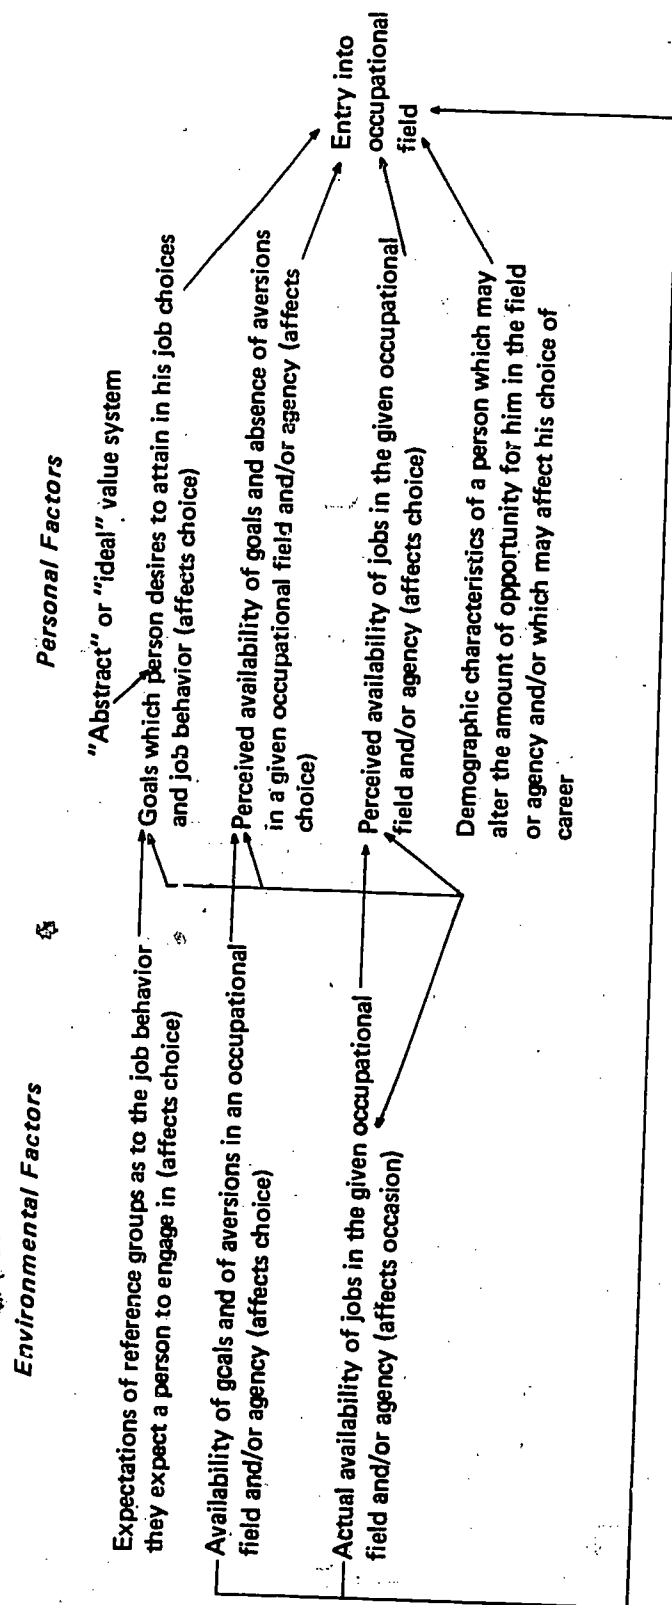 Environmental Factors
Expectations of reference groups as to the job behavior
they expect a person to engage in (affects choice)
Availability of goals and of aversions in an occupational
field and/or agency (affects choice)
Actual availability of jobs in the given occupational
field and/or agency (affects occasion)
Personal Factors
"Abstract" or "ideal" value system
Goals which person desires to attain in his job choices
and job behavior (affects choice)
Perceived availability of goals and absence of aversions
in a given occupational field and/or agency (affects
choice)
Perceived availability of jobs in the given occupational
field and/or agency (affects choice)
Demographic characteristics of a person which may
alter the amount of opportunity for him in the field
or agency and/or which may affect his choice of
career
Entry into
occupational
field